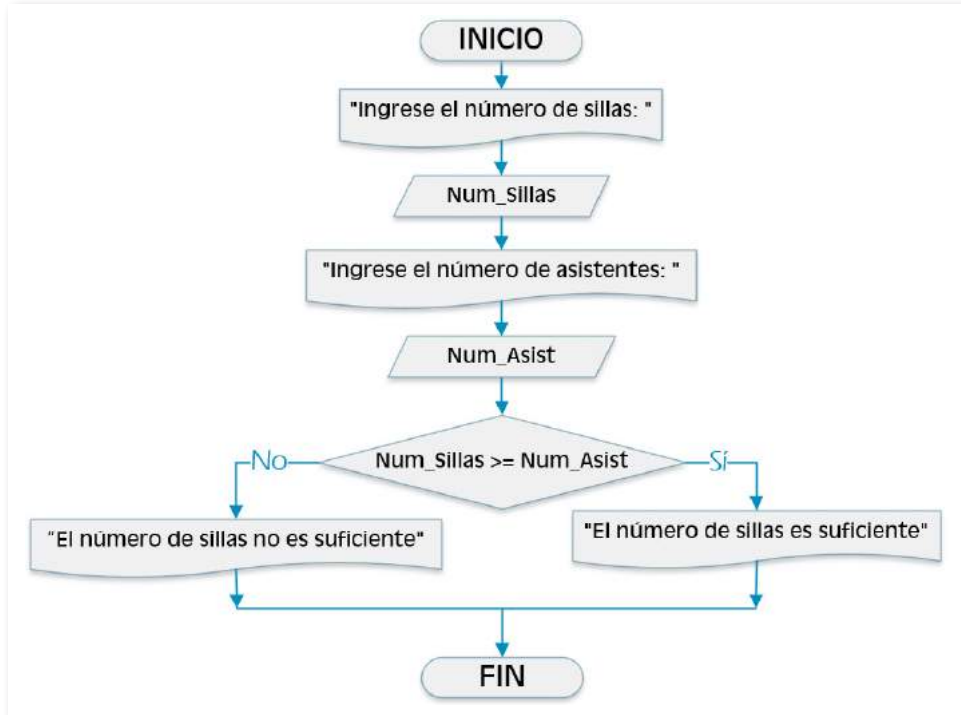 INICIO
"Ingrese el número de sillas: "
Num_Sillas
"Ingrese el número de asistentes: "
Num_Asist
Num_Sillas >= Num_Asist
No
Sí
"El número de sillas no es suficiente"
"El número de sillas es suficiente"
FIN